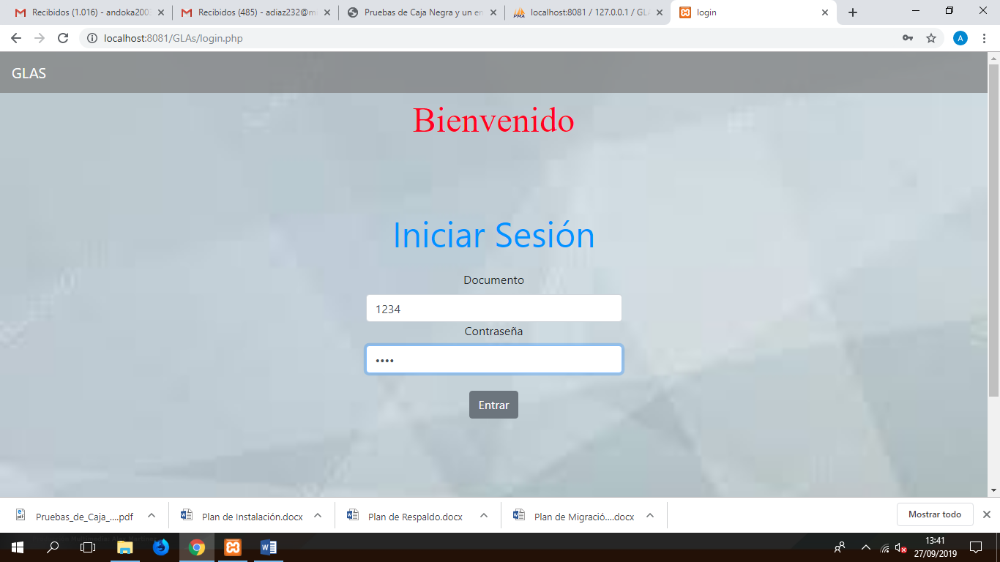 Recibidos (1.016) - andoka200
Recibidos (485) - adiaz232@m
Pruebas de Caja Negra y un en
localhost:8081 / 127.0.0.1 / GLA
login
localhost:8081/GLAs/login.php
A
GLAS
Bienvenido
Iniciar Sesión
Documento
1234
Contraseña
••••
Entrar
Pruebas_de_Caja_....pdf
Plan de Instalación.docx
Plan de Respaldo.docx
Plan de Migració....docx
Mostrar todo
13:41
27/09/2019